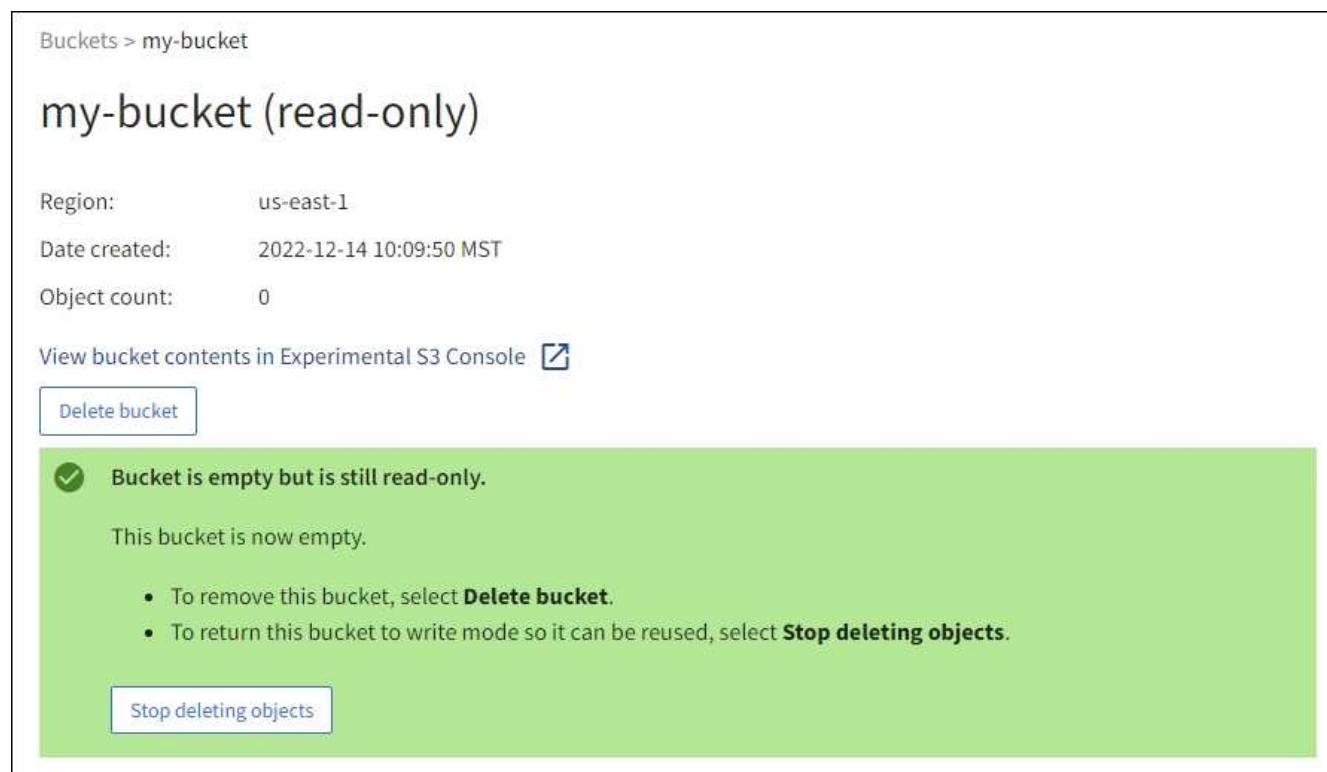 Buckets > my-bucket
my-bucket (read-only)
Region: us-east-1
Date created: 2022-12-14 10:09:50 MST
Object count: 0
View bucket contents in Experimental S3 Console
Delete bucket
Bucket is empty but is still read-only.
This bucket is now empty.
• To remove this bucket, select Delete bucket.
• To return this bucket to write mode so it can be reused, select Stop deleting objects.
Stop deleting objects